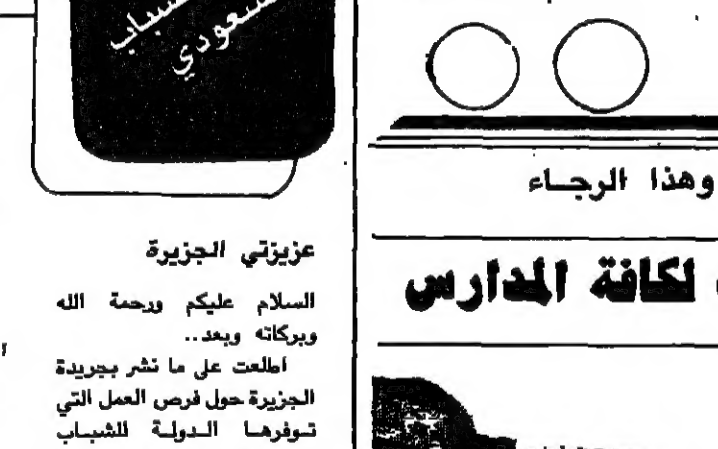 وهذا الرجاء
لكافة المدارس
الشباب
السعودي
عزيزتي الجزيرة
السلام عليكم ورحمة الله
وبركاته وبعد..
اطلعت على ما نشر بجريدة
الجزيرة حول فرص العمل التي
توفرها الدولة للشباب